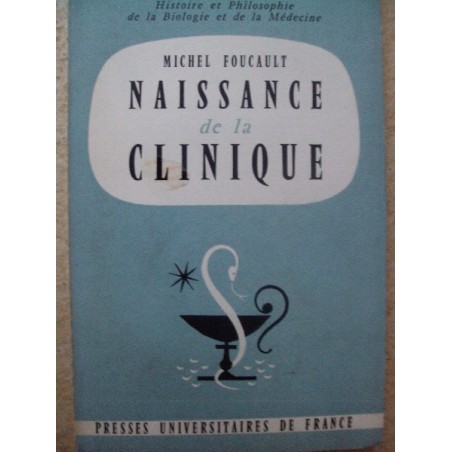 Histoire et Philosophie
de la Biologie et de la Médecine
MICHEL FOUCAULT
NAISSANCE
de la
CLINIQUE
PRESSES UNIVERSITAIRES DE FRANCE